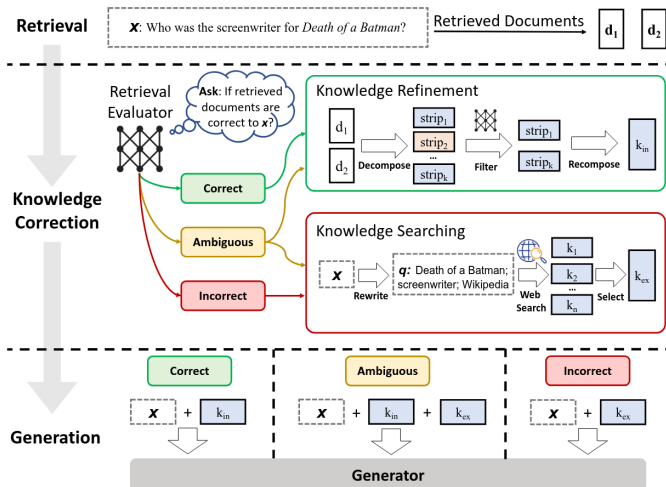 Retrieval
x: Who was the screenwriter for Death of a Batman?
Retrieved Documents
d1
d2
Knowledge
Correction
Retrieval
Evaluator
Ask: If retrieved
documents are
correct to x?
Correct
Ambiguous
Incorrect
Knowledge Refinement
d1
d2
Decompose
strip1
strip2
...
stripk
Filter
strip1
stripk
Recompose
kin
Knowledge Searching
x
Rewrite
q: Death of a Batman;
screenwriter; Wikipedia
Web
Search
k1
k2
...
kn
Select
kex
Generation
Correct
x + kin
Ambiguous
x + kin + kex
Incorrect
x + kex
Generator